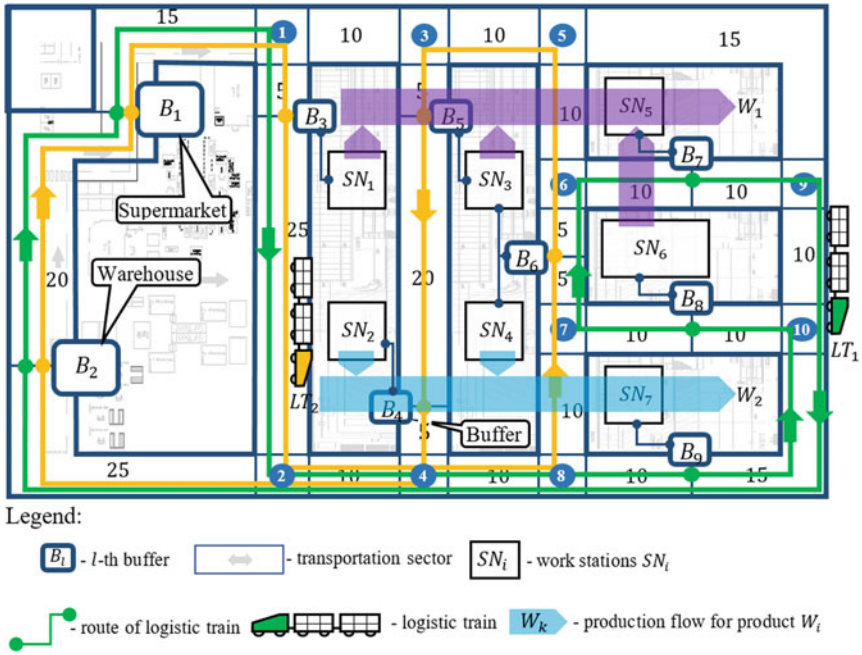 15
1
10
3
10
5
15
B1
5
B3
5
B5
10
SN5
W1
B7
SN1
SN3
Supermarket
6
10
10
9
25
5
B6
SN6
10
Warehouse
20
20
5
B8
B2
SN2
SN4
7
10
10
10
LT1
LT2
B4
10
SN7
W2
5
Buffer
B9
25
2
10
4
10
8
10
15
Legend:
Bl - l-th buffer
- transportation sector
SNi - work stations SNi
- route of logistic train
- logistic train
Wk - production flow for product Wi